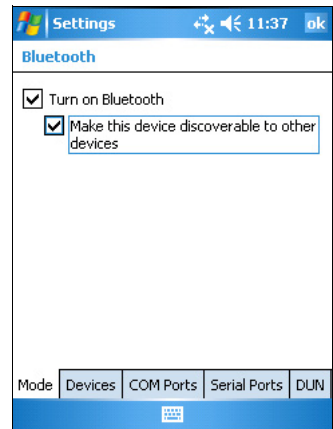 Settings 11:37 ok
Bluetooth
Turn on Bluetooth
Make this device discoverable to other
devices
Mode Devices COM Ports Serial Ports DUN